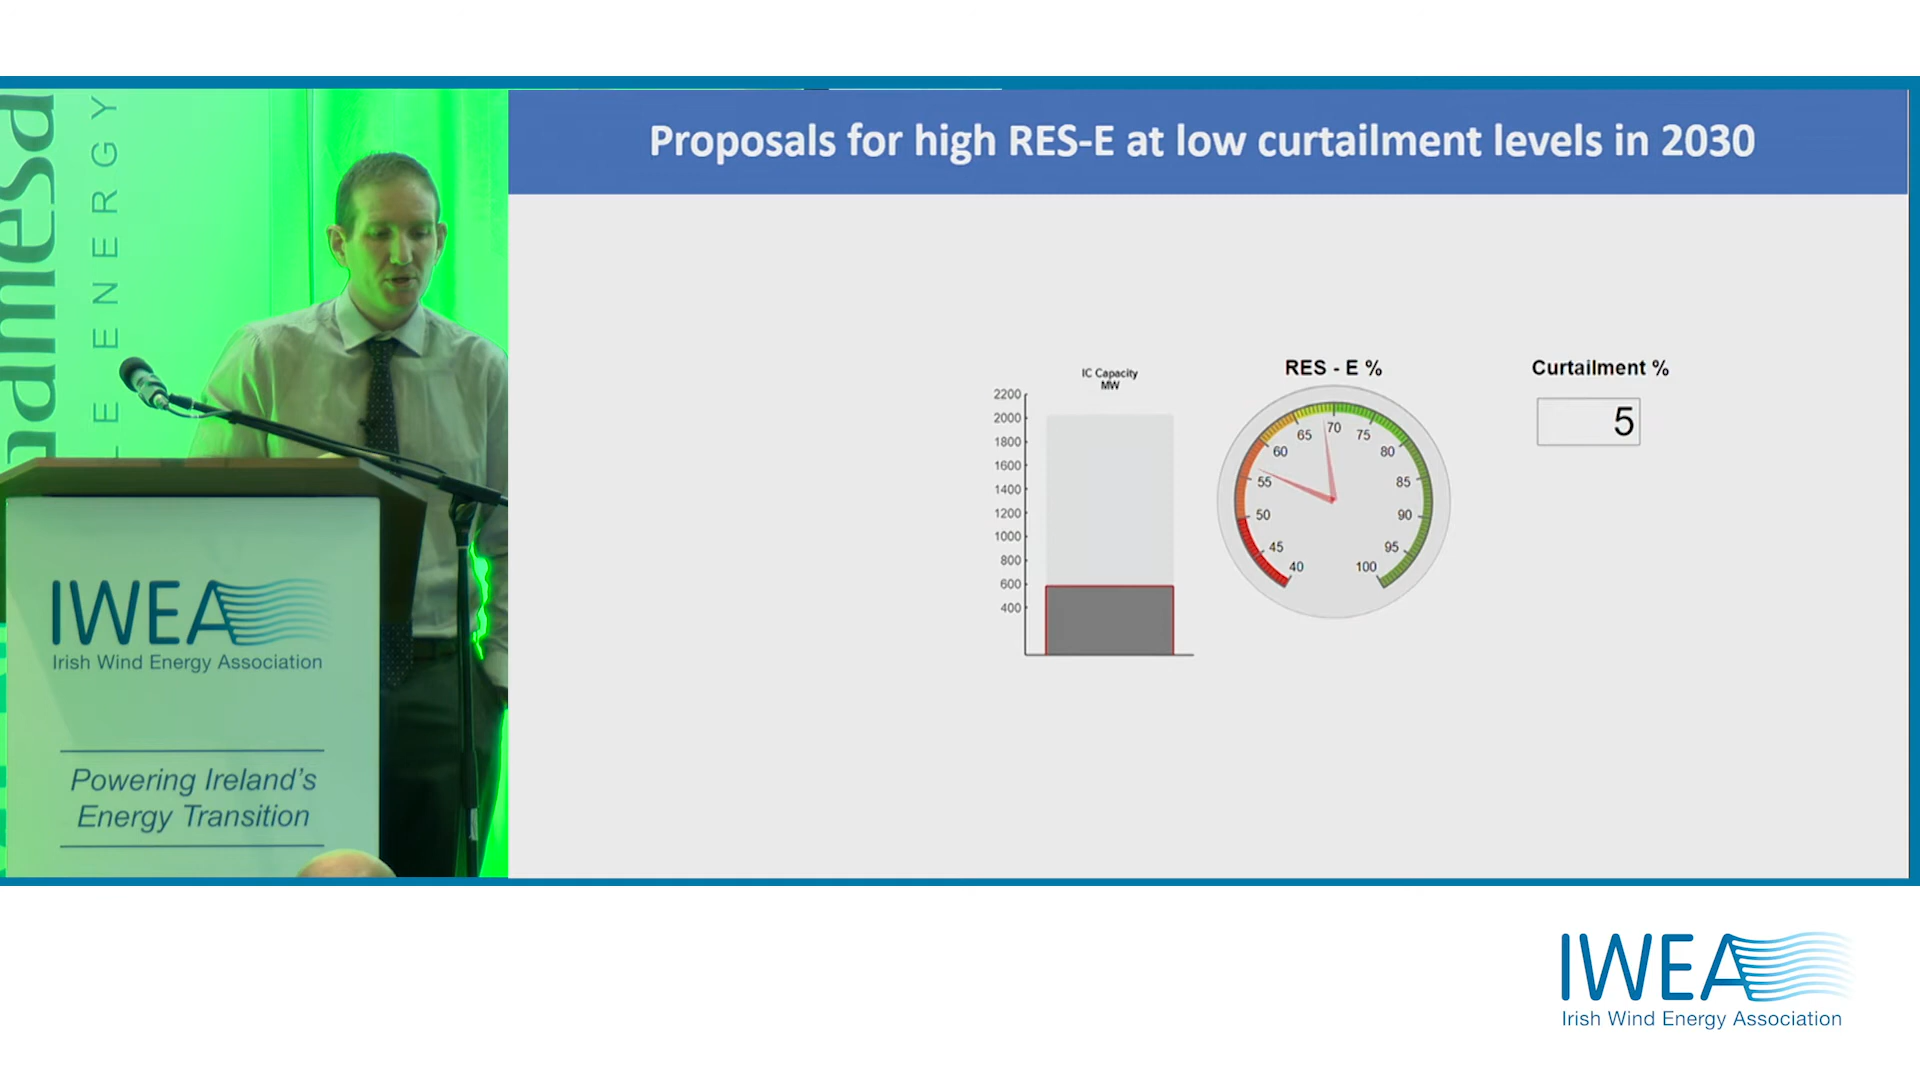 Proposals for high RES-E at low curtailment levels in 2030
IC Capacity
MW
2200
2000
1800
1600
1400
1200
1000
800
600
400
RES - E %
40
45
50
55
60
65
70
75
80
85
90
95
100
Curtailment %
5
ENERGY
IWEA
Irish Wind Energy Association
Powering Ireland's
Energy Transition
IWEA
Irish Wind Energy Association